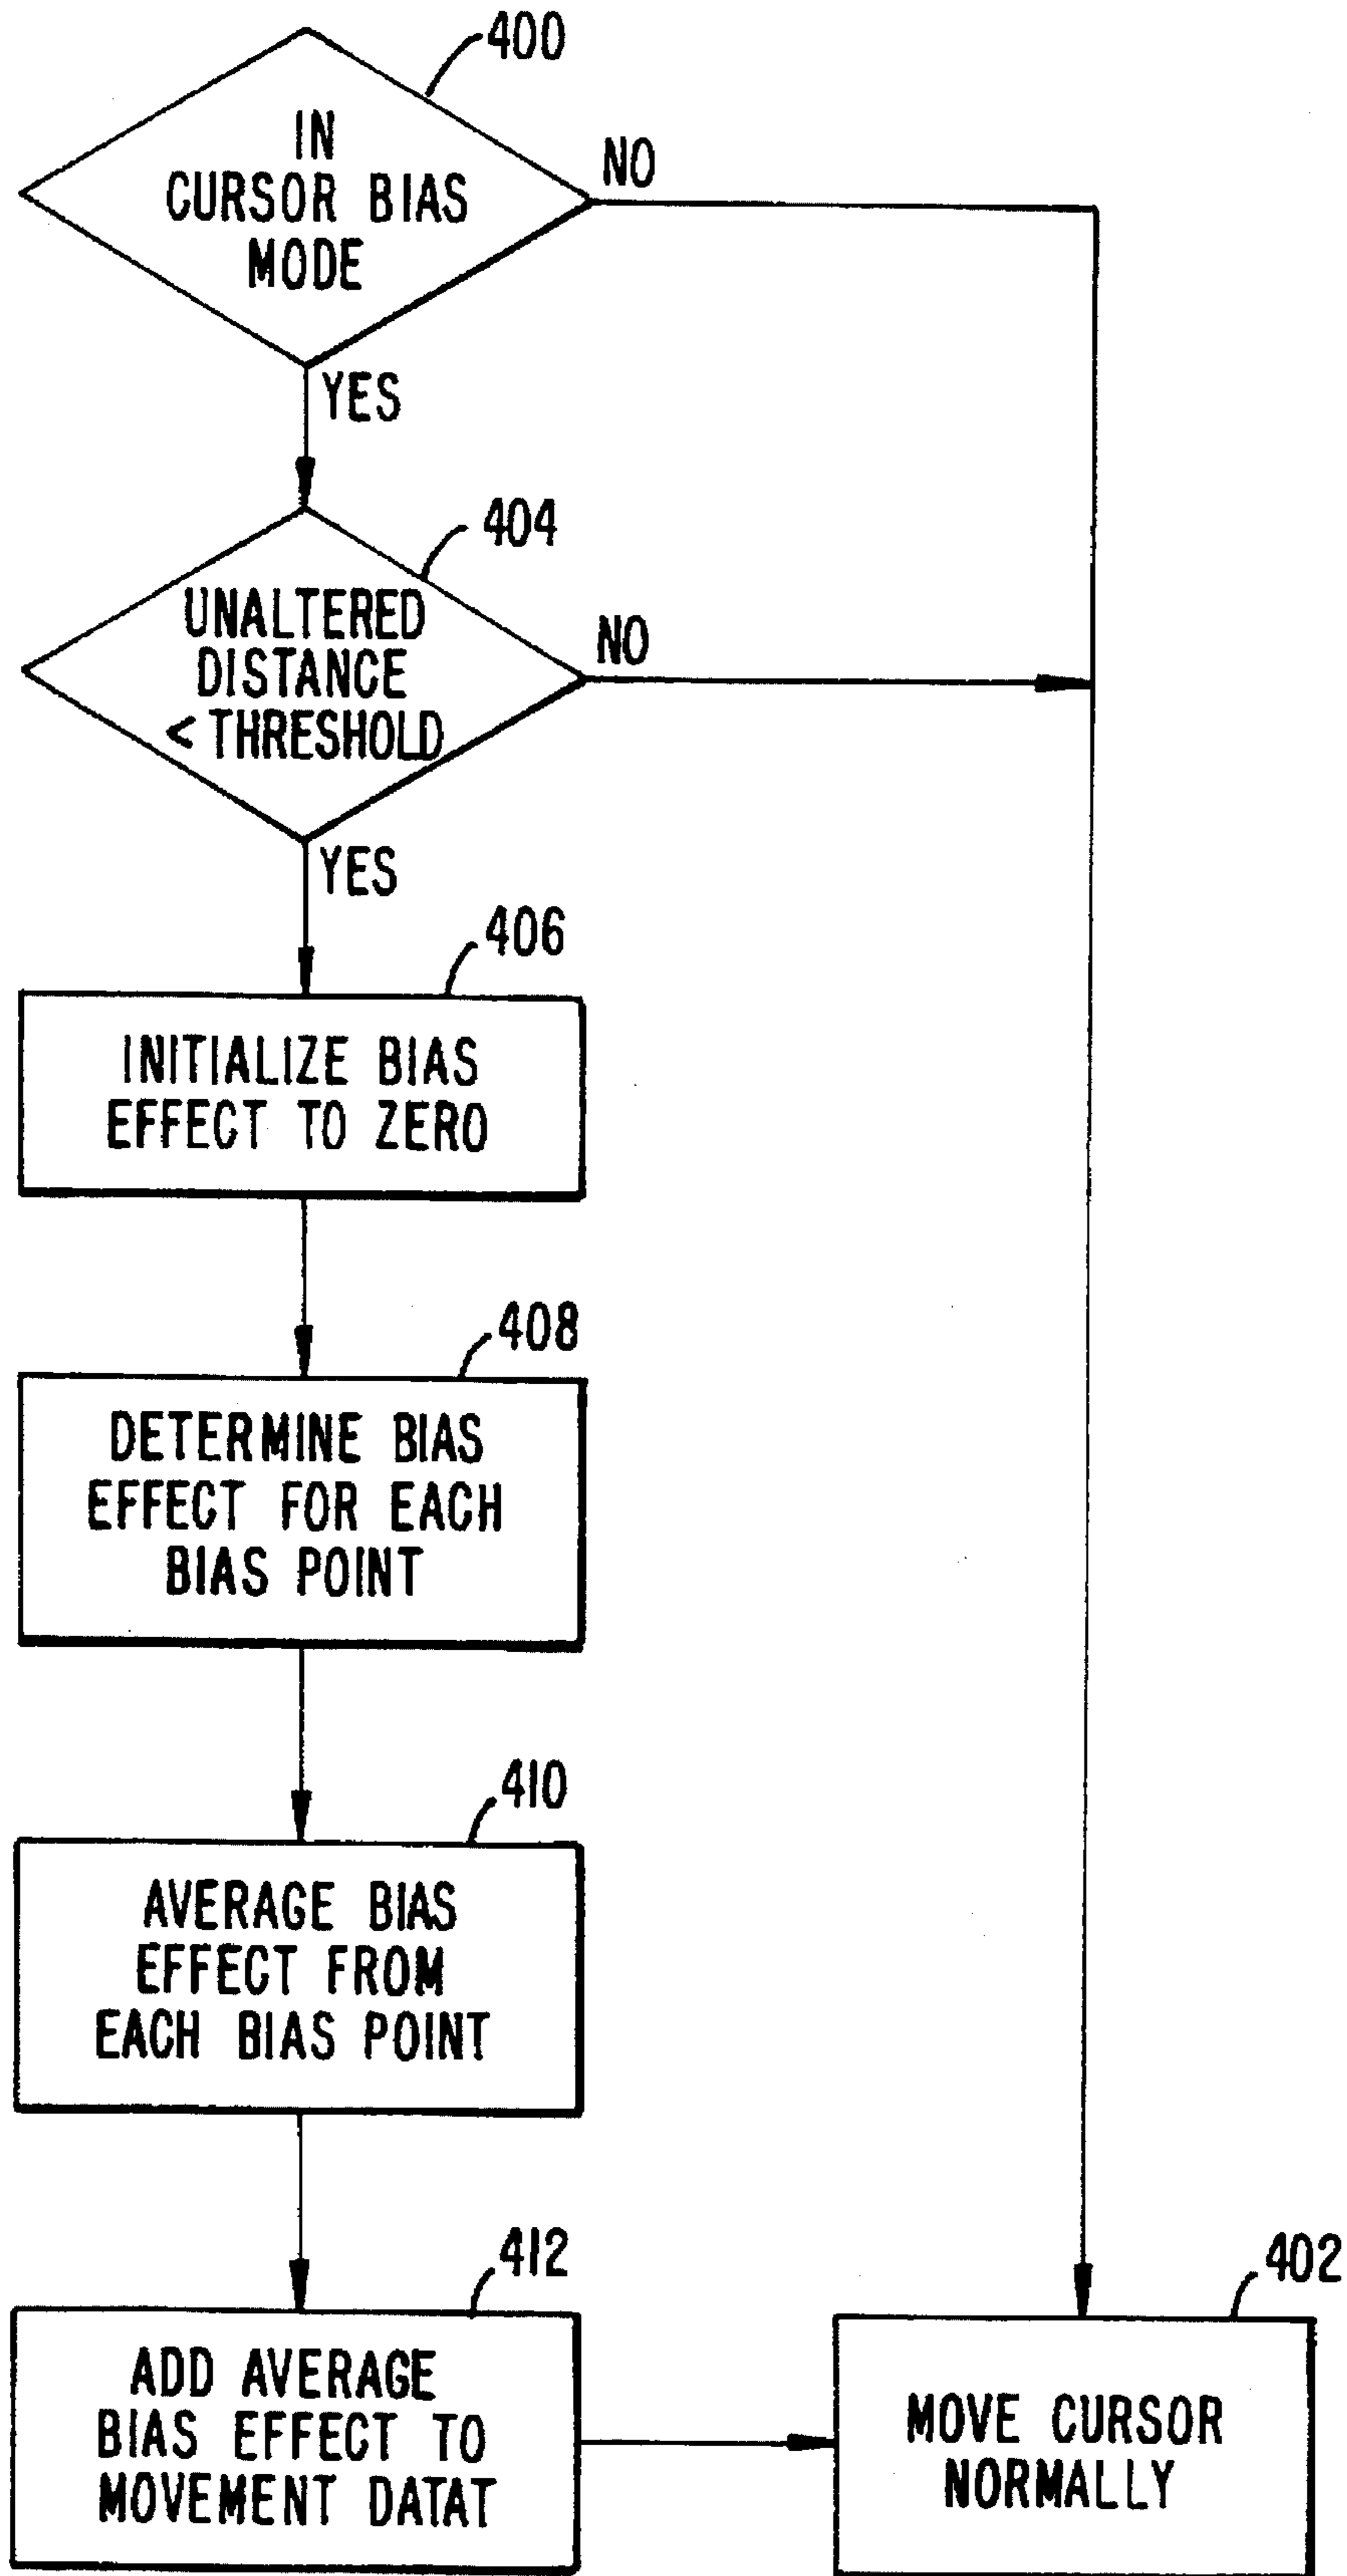 400
IN
CURSOR BIAS
MODE
NO
YES
404
UNALTERED
DISTANCE
< THRESHOLD
NO
YES
406
INITIALIZE BIAS
EFFECT TO ZERO
408
DETERMINE BIAS
EFFECT FOR EACH
BIAS POINT
410
AVERAGE BIAS
EFFECT FROM
EACH BIAS POINT
412
ADD AVERAGE
BIAS EFFECT TO
MOVEMENT DATAT
402
MOVE CURSOR
NORMALLY